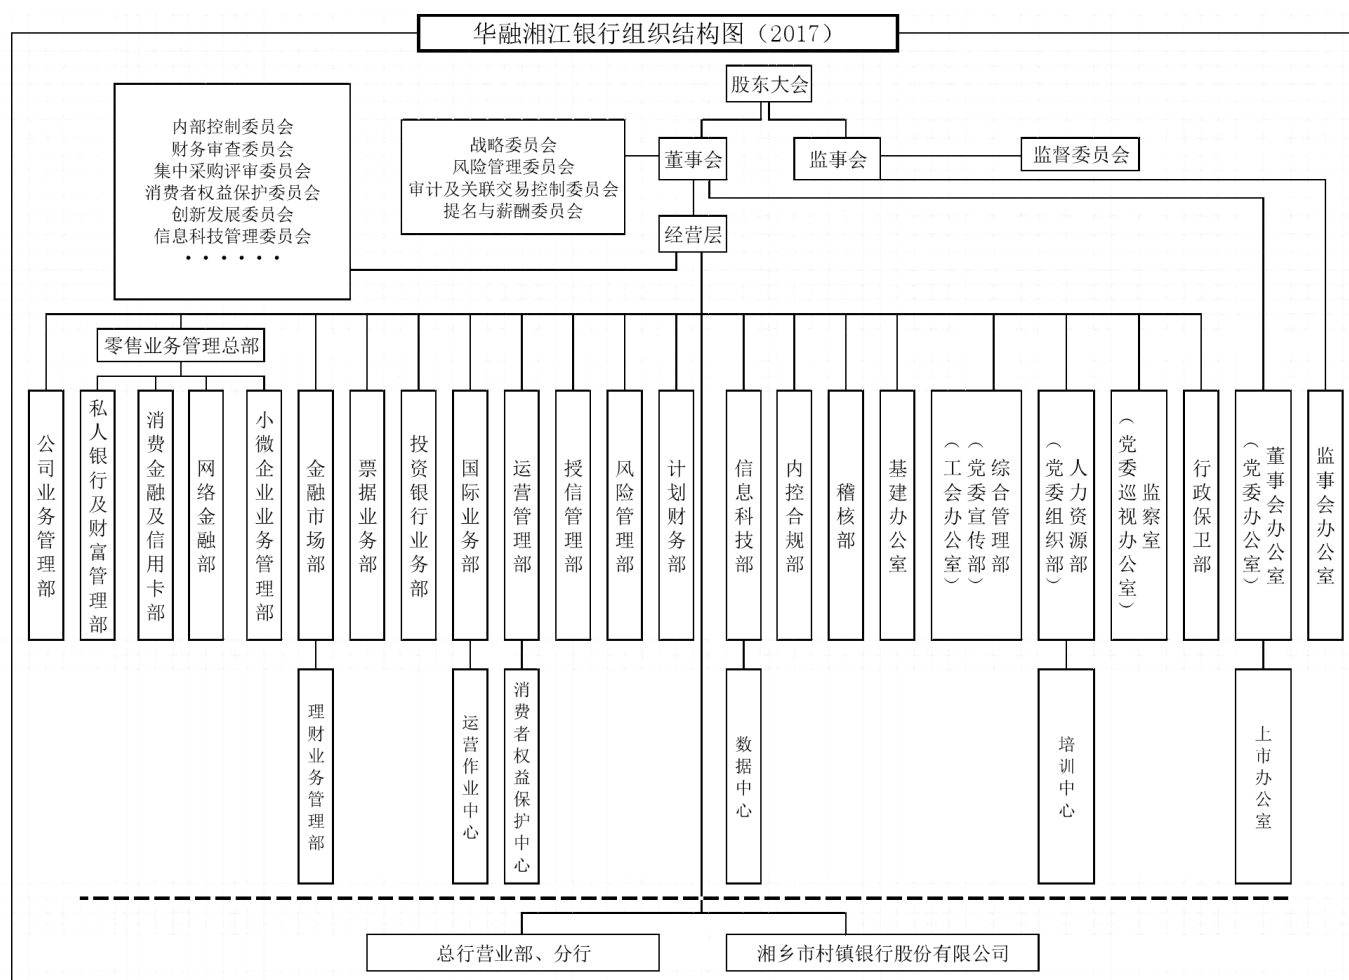 华融湘江银行组织结构图（2017）
股东大会
内部控制委员会
财务审查委员会
集中采购评审委员会
消费者权益保护委员会
创新发展委员会
信息科技管理委员会
······
战略委员会
风险管理委员会
审计及关联交易控制委员会
提名与薪酬委员会
董事会
监事会
监督委员会
经营层
零售业务管理总部
公司业务管理部
私人银行及财富管理部
消费金融及信用卡部
网络金融部
小微企业业务管理部
金融市场部
票据业务部
投资银行业务部
国际业务部
运营管理部
授信管理部
风险管理部
计划财务部
信息科技部
内控合规部
稽核部
基建办公室
综合管理部
（党委宣传部）
（工会办公室）
人力资源部
（党委组织部）
监察室
（党委巡视办公室）
行政保卫部
董事会办公室
（党委办公室）
监事会办公室
理财业务管理部
运营作业中心
消费者权益保护中心
数据中心
培训中心
上市办公室
总行营业部、分行
湘乡市村镇银行股份有限公司